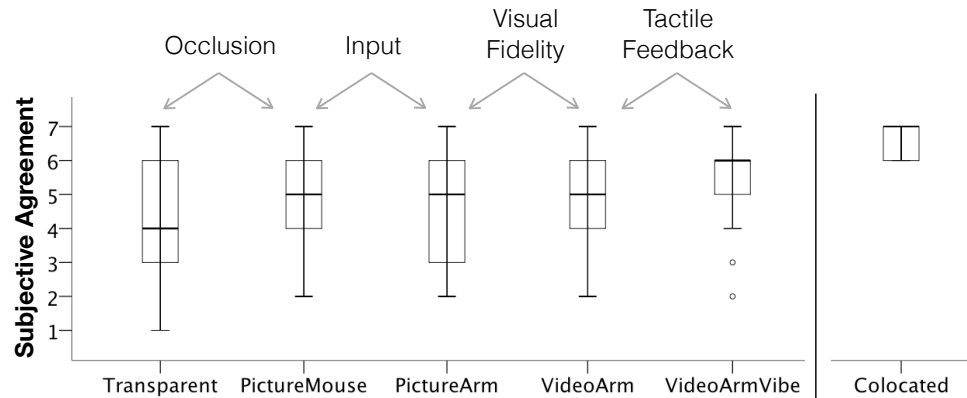 Occlusion
Input
Visual
Fidelity
Tactile
Feedback
Subjective Agreement
7
6
5
4
3
2
1
Transparent
PictureMouse
PictureArm
VideoArm
VideoArmVibe
Colocated